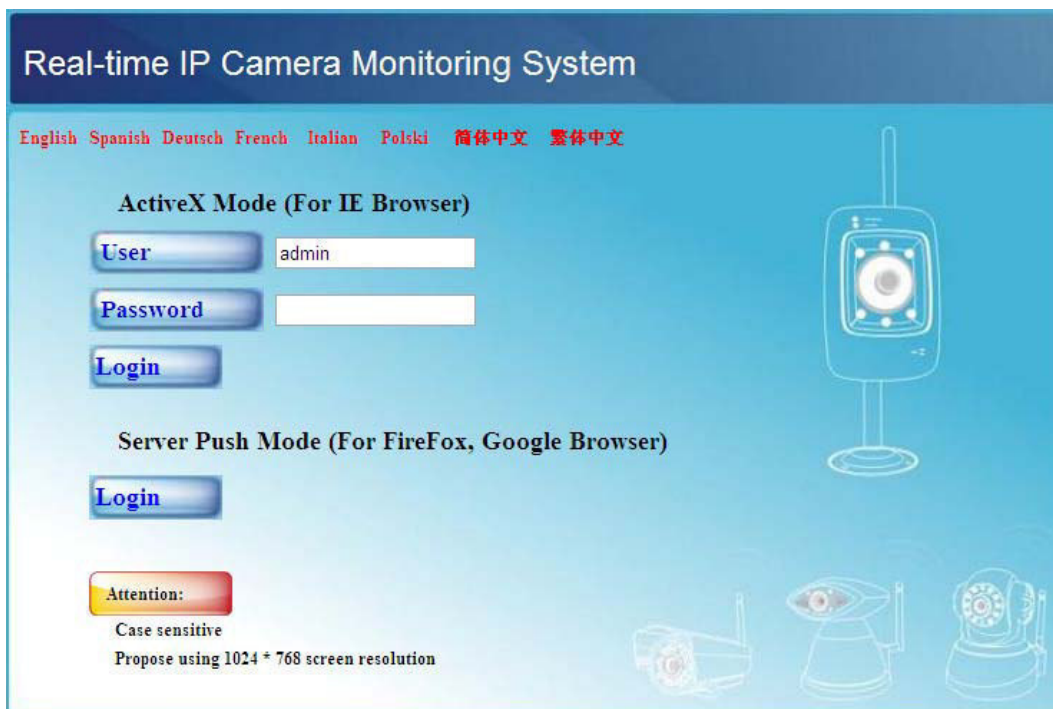 Real-time IP Camera Monitoring System
English Spanish Deutsch French Italian Polski 简体中文 繁体中文
ActiveX Mode (For IE Browser)
User admin
Password
Login
Server Push Mode (For FireFox, Google Browser)
Login
Attention:
Case sensitive
Propose using 1024 * 768 screen resolution